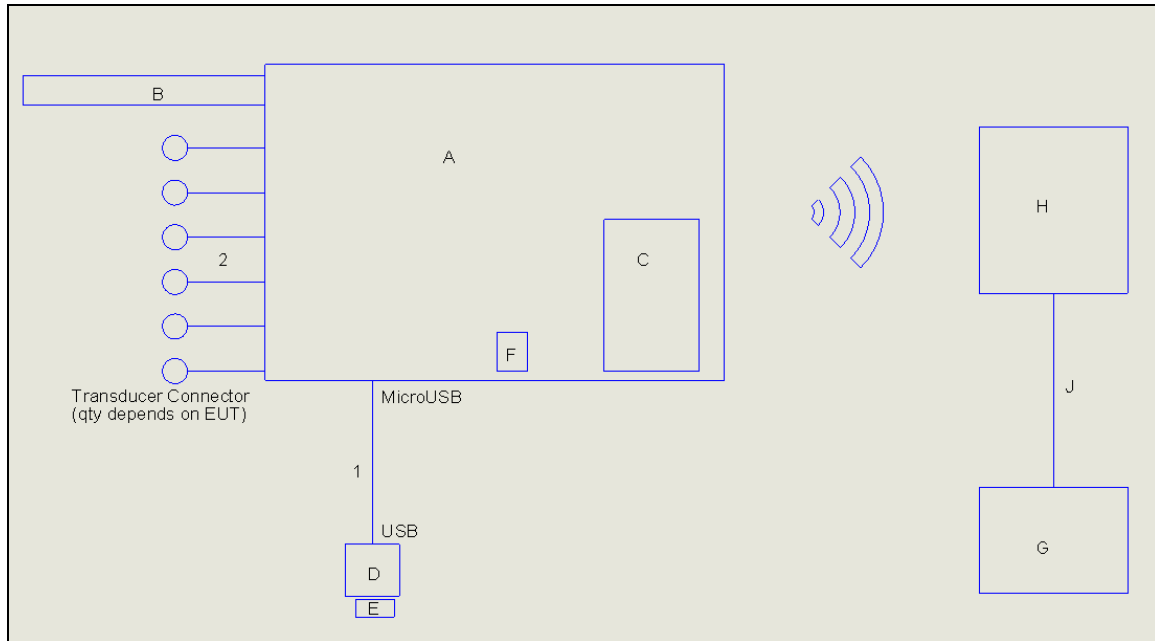 B
A
H
C
2
F
Transducer Connector
(qty depends on EUT)
MicroUSB
J
1
USB
G
D
E